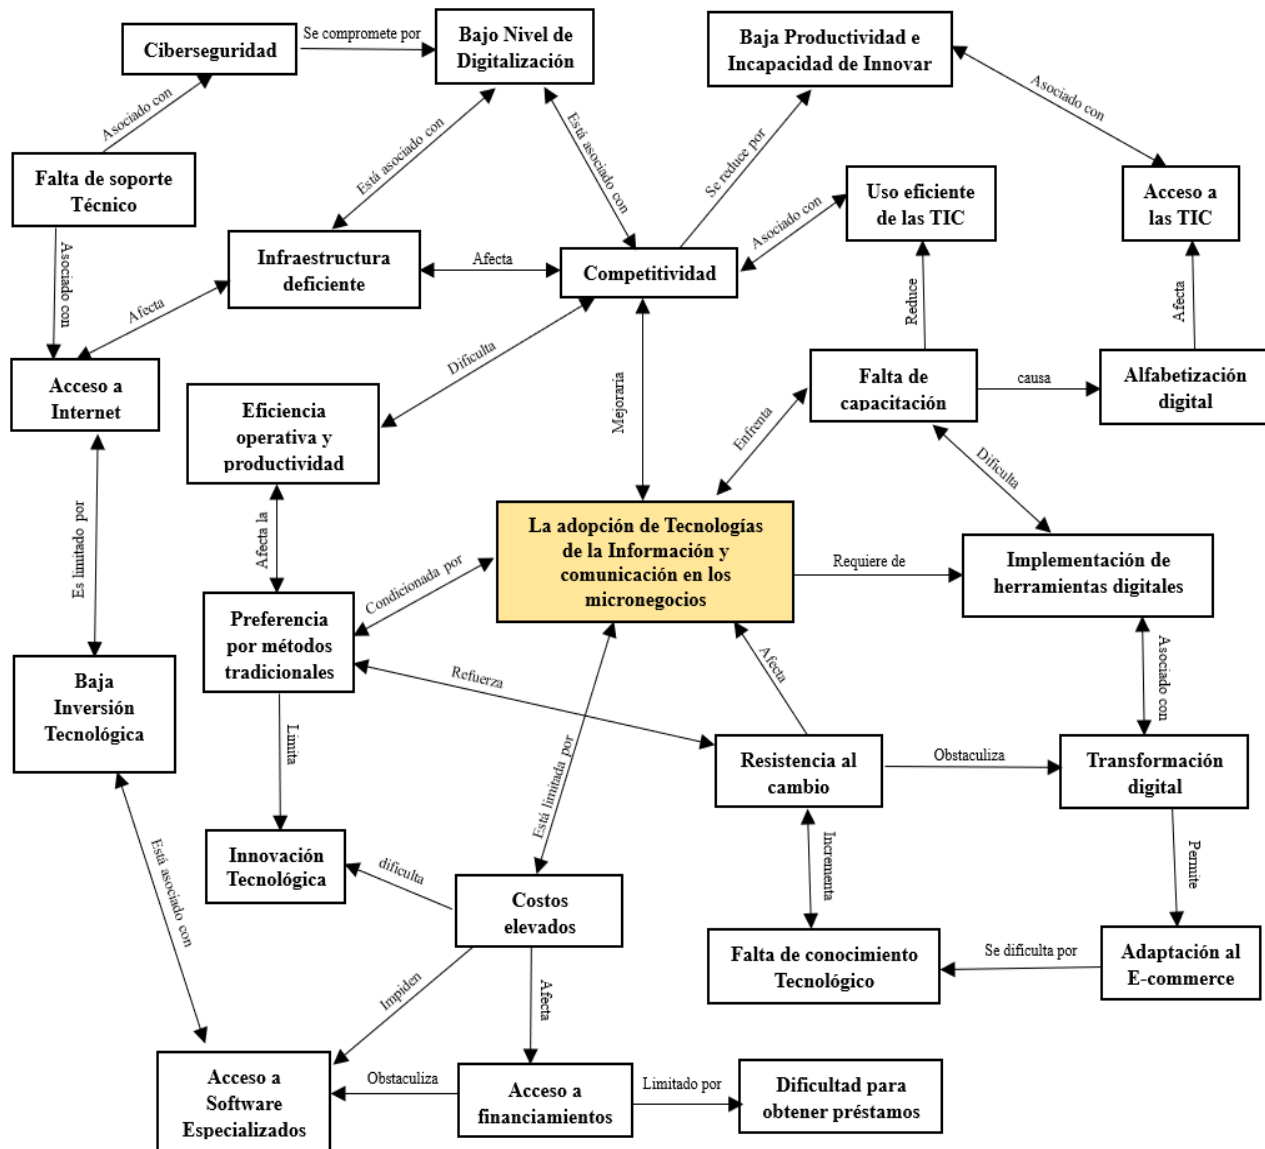 Ciberseguridad
Se compromete por
Bajo Nivel de
Digitalización
Baja Productividad e
Incapacidad de Innovar
Asociado con
Está asociado con
Está asociado con
Se reduce por
Asociado con
Falta de soporte
Técnico
Uso eficiente
de las TIC
Acceso a
las TIC
Asociado con
Asociado con
Infraestructura
deficiente
Afecta
Competitividad
Afecta
Reduce
Afecta
Acceso a
Internet
Dificulta
Mejoraría
Falta de
capacitación
causa
Alfabetización
digital
Eficiencia
operativa y
productividad
Enfrenta
Dificulta
Es limitado por
Afecta la
Condicionada por
La adopción de Tecnologías
de la Información y
comunicación en los
micronegocios
Requiere de
Implementación de
herramientas digitales
Preferencia
por métodos
tradicionales
Refuerza
Afecta
Asociado con
Baja
Inversión
Tecnológica
Limita
Está limitada por
Resistencia al
cambio
Obstaculiza
Transformación
digital
Está asociado con
Innovación
Tecnológica
dificulta
Incrementa
Permite
Costos
elevados
Falta de conocimiento
Tecnológico
Se dificulta por
Adaptación al
E-commerce
Impiden
Afecta
Acceso a
Software
Especializados
Obstaculiza
Acceso a
financiamientos
Limitado por
Dificultad para
obtener préstamos